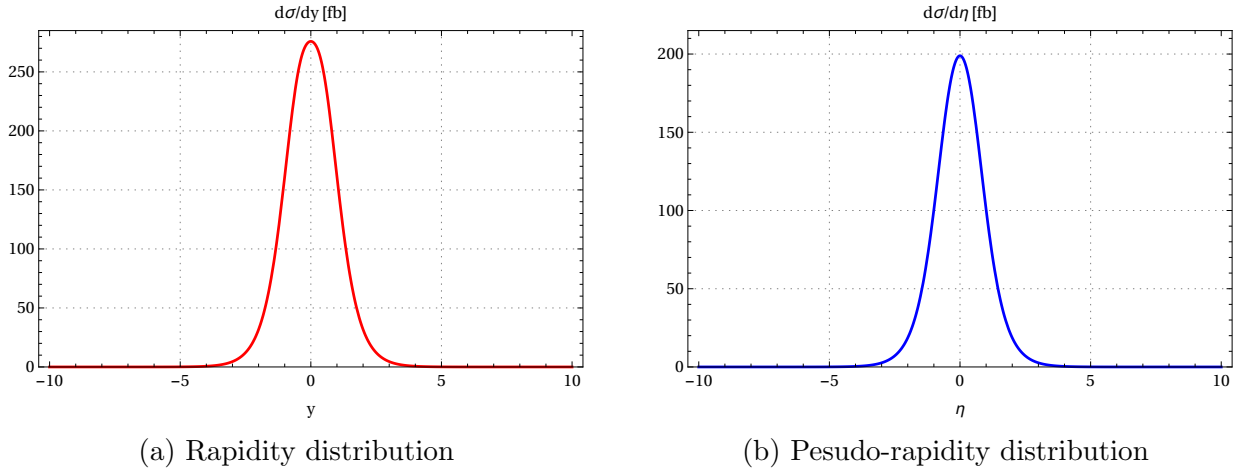 dσ/dy [fb]
250
200
150
100
50
0
−10 −5 0 5 10
y
(a) Rapidity distribution
dσ/dη [fb]
200
150
100
50
0
−10 −5 0 5 10
η
(b) Pesudo-rapidity distribution